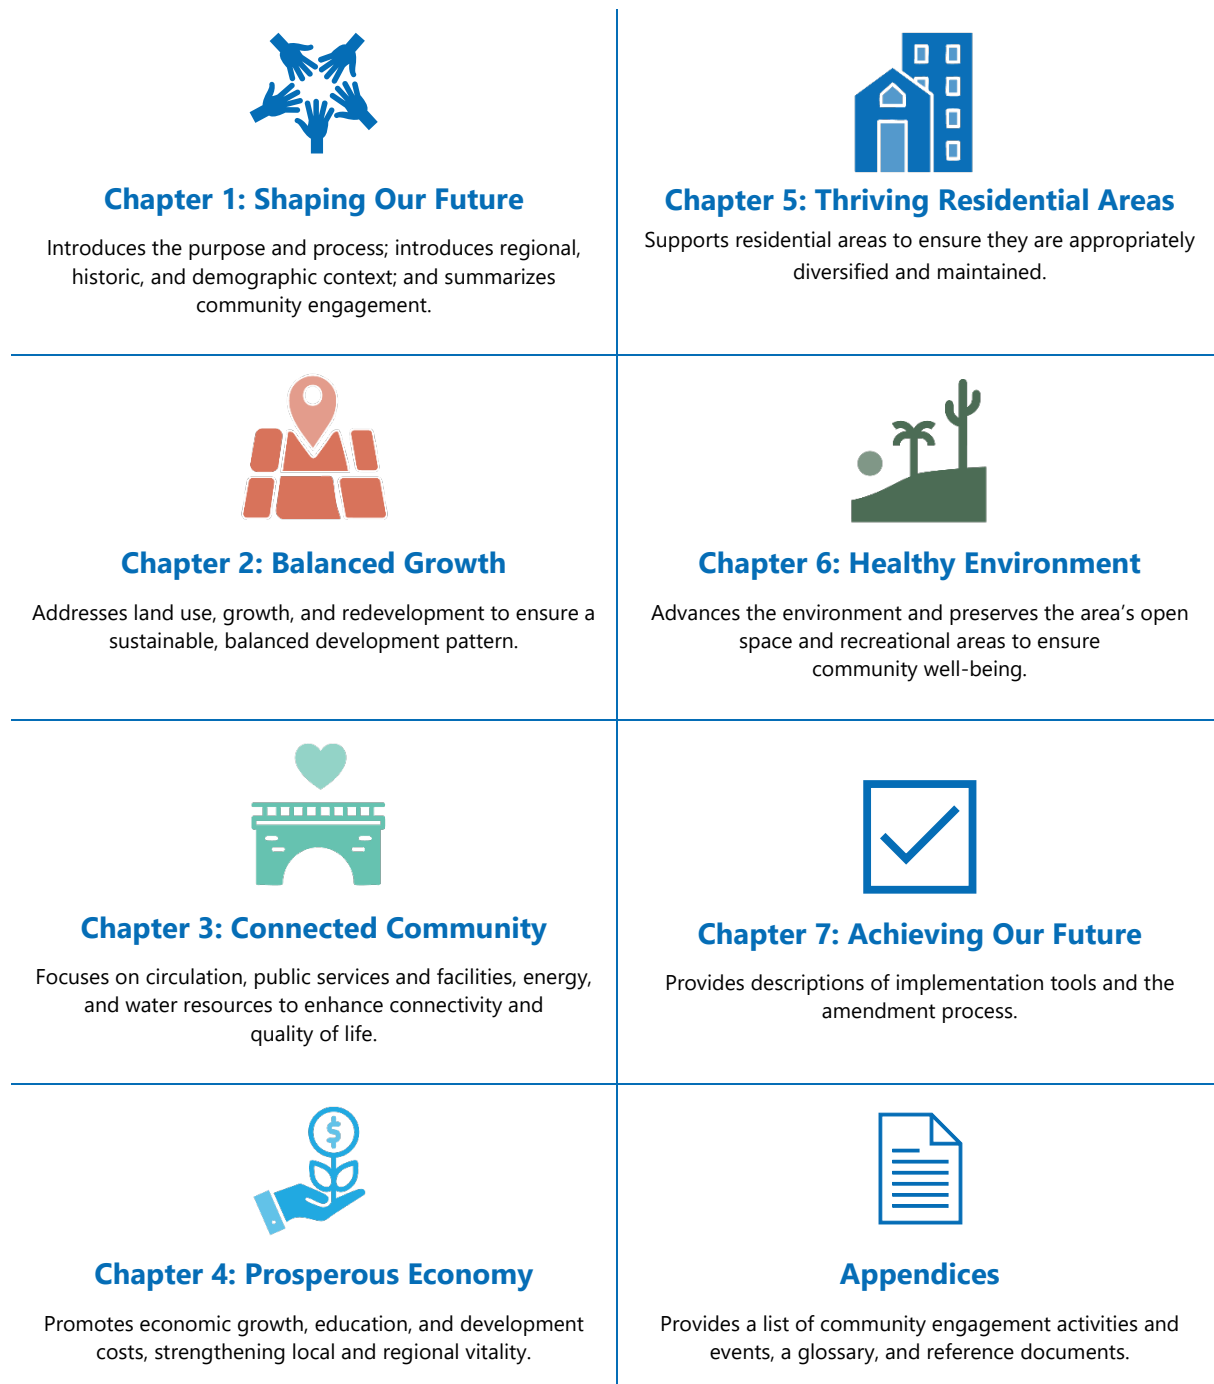 Chapter 1: Shaping Our Future
Introduces the purpose and process; introduces regional,
historic, and demographic context; and summarizes
community engagement.
Chapter 2: Balanced Growth
Addresses land use, growth, and redevelopment to ensure a
sustainable, balanced development pattern.
Chapter 3: Connected Community
Focuses on circulation, public services and facilities, energy,
and water resources to enhance connectivity and
quality of life.
$
Chapter 4: Prosperous Economy
Promotes economic growth, education, and development
costs, strengthening local and regional vitality.
Chapter 5: Thriving Residential Areas
Supports residential areas to ensure they are appropriately
diversified and maintained.
Chapter 6: Healthy Environment
Advances the environment and preserves the area’s open
space and recreational areas to ensure
community well-being.
Chapter 7: Achieving Our Future
Provides descriptions of implementation tools and the
amendment process.
Appendices
Provides a list of community engagement activities and
events, a glossary, and reference documents.